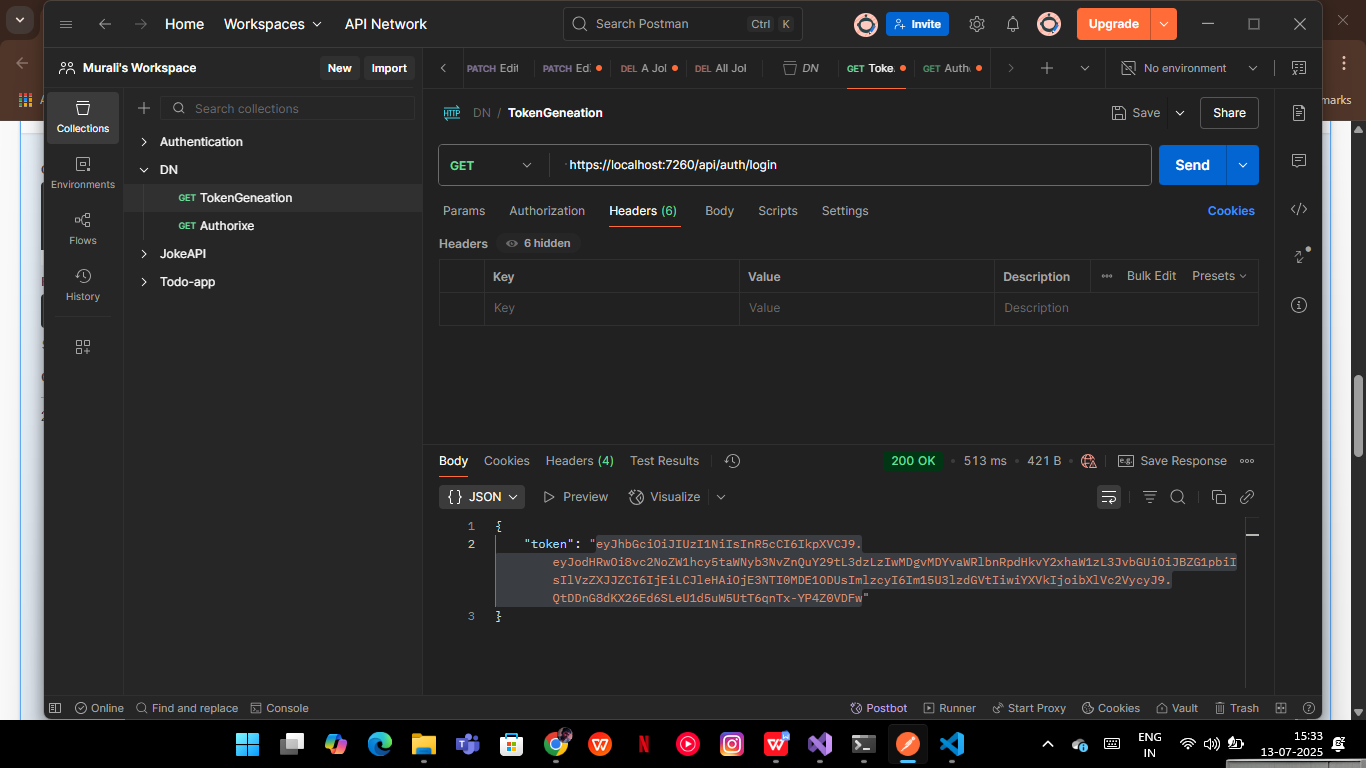 Home Workspaces API Network
Search Postman Ctrl K
Invite
Upgrade
Murali's Workspace New Import
PATCH Edit PATCH Ed: DEL A Jol DEL All Jol DN GET Toke. GET Auth No environment
marks
Collections
Environments
Flows
History
Search collections
Authentication
DN
GET TokenGeneation
GET Authorixe
JokeAPI
Todo-app
HTTP DN / TokenGeneation Save Share
GET https://localhost:7260/api/auth/login Send
Params Authorization Headers (6) Body Scripts Settings Cookies
Headers 6 hidden
Key Value Description Bulk Edit Presets
Key Value Description
Body Cookies Headers (4) Test Results 200 OK 513 ms 421 B e.g. Save Response
{} JSON Preview Visualize
1 {
2 "token": "eyJhbGciOiJIUzI1NiIsInR5cCI6IkpXVCJ9.
eyJodHRwOi8vc2NoZW1hcy5taWNyb3NvZnQuY29tL3dzLzIwMDgvMDYvaWRlbnRpdHkvY2xhaW1zL3JvbGUiOiJBZG1pbiI
sIlVzZXJJZCI6IjEiLCJleHAiOjE3NTI0MDE1ODUsImlzcyI6Im15U3lzdGVtIiwiYXVkIjoibXlVc2VycyJ9.
QtDDnG8dKX26Ed6SLeU1d5uW5UtT6qnTx-YP4Z0VDFw"
3 }
Online Find and replace Console Postbot Runner Start Proxy Cookies Vault Trash
ENG
IN
15:33
13-07-2025